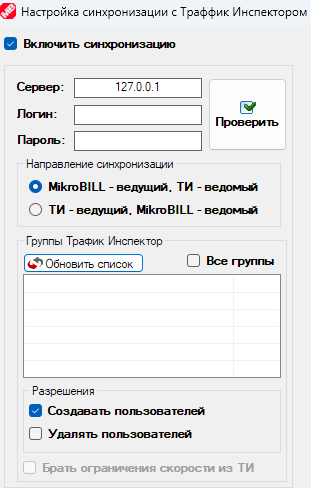 Настройка синхронизации с Траффик Инспектором
Включить синхронизацию
Сервер: 127.0.0.1
Логин:
Пароль:
Проверить
Направление синхронизации
MikroBILL - ведущий, ТИ - ведомый
ТИ - ведущий, MikroBILL - ведомый
Группы Трафик Инспектор
Обновить список
Все группы
Разрешения
Создавать пользователей
Удалять пользователей
Брать ограничения скорости из ТИ